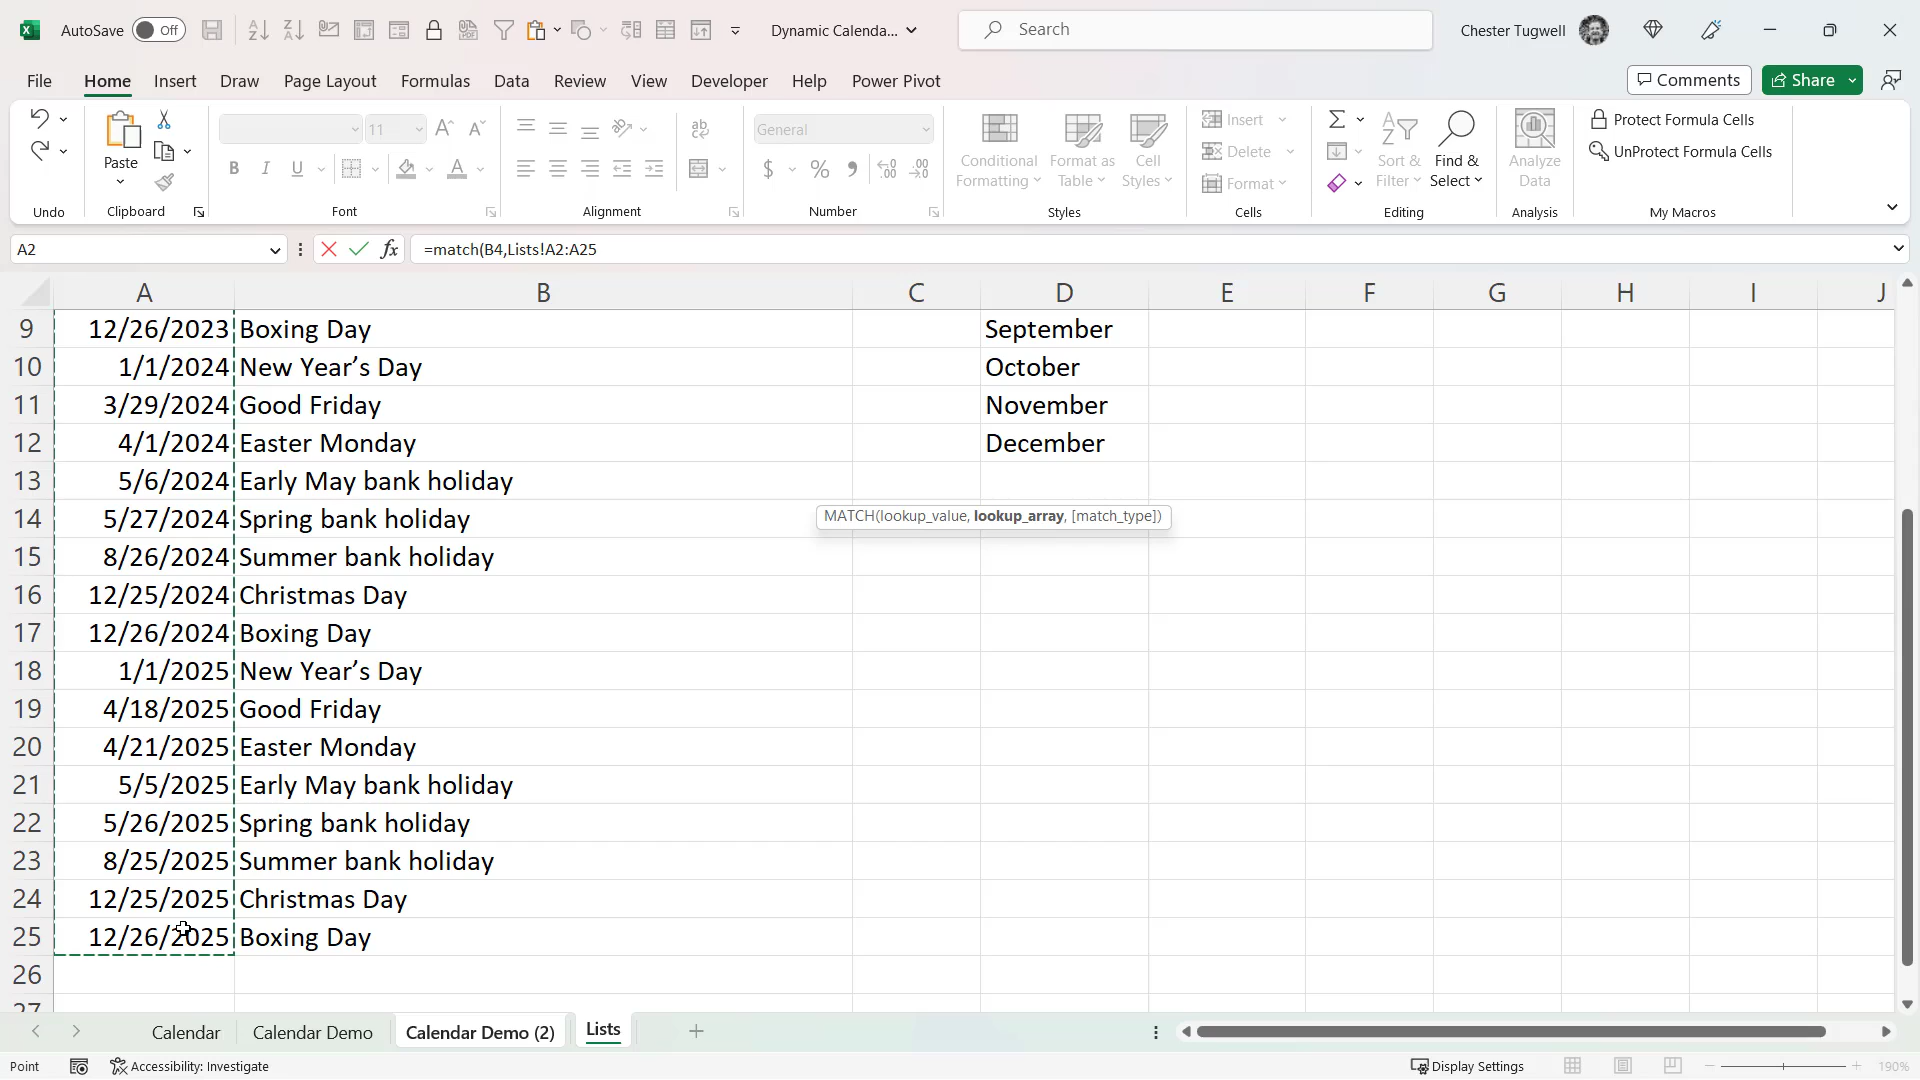 AutoSave Off Dynamic Calenda... Search Chester Tugwell
File Home Insert Draw Page Layout Formulas Data Review View Developer Help Power Pivot Comments Share
Paste 11 General Insert Protect Formula Cells
B I U $ % Conditional Formatting Format as Table Cell Styles Delete Sort & Filter Find & Select Analyze Data UnProtect Formula Cells
Format
Undo Clipboard Font Alignment Number Styles Cells Editing Analysis My Macros
A2 fx =match(B4,Lists!A2:A25
A B C D E F G H I J
9 12/26/2023 Boxing Day September
10 1/1/2024 New Year’s Day October
11 3/29/2024 Good Friday November
12 4/1/2024 Easter Monday December
13 5/6/2024 Early May bank holiday
14 5/27/2024 Spring bank holiday MATCH(lookup_value, lookup_array, [match_type])
15 8/26/2024 Summer bank holiday
16 12/25/2024 Christmas Day
17 12/26/2024 Boxing Day
18 1/1/2025 New Year’s Day
19 4/18/2025 Good Friday
20 4/21/2025 Easter Monday
21 5/5/2025 Early May bank holiday
22 5/26/2025 Spring bank holiday
23 8/25/2025 Summer bank holiday
24 12/25/2025 Christmas Day
25 12/26/2025 Boxing Day
26
27
Calendar Calendar Demo Calendar Demo (2) Lists
Point Accessibility: Investigate Display Settings 190%